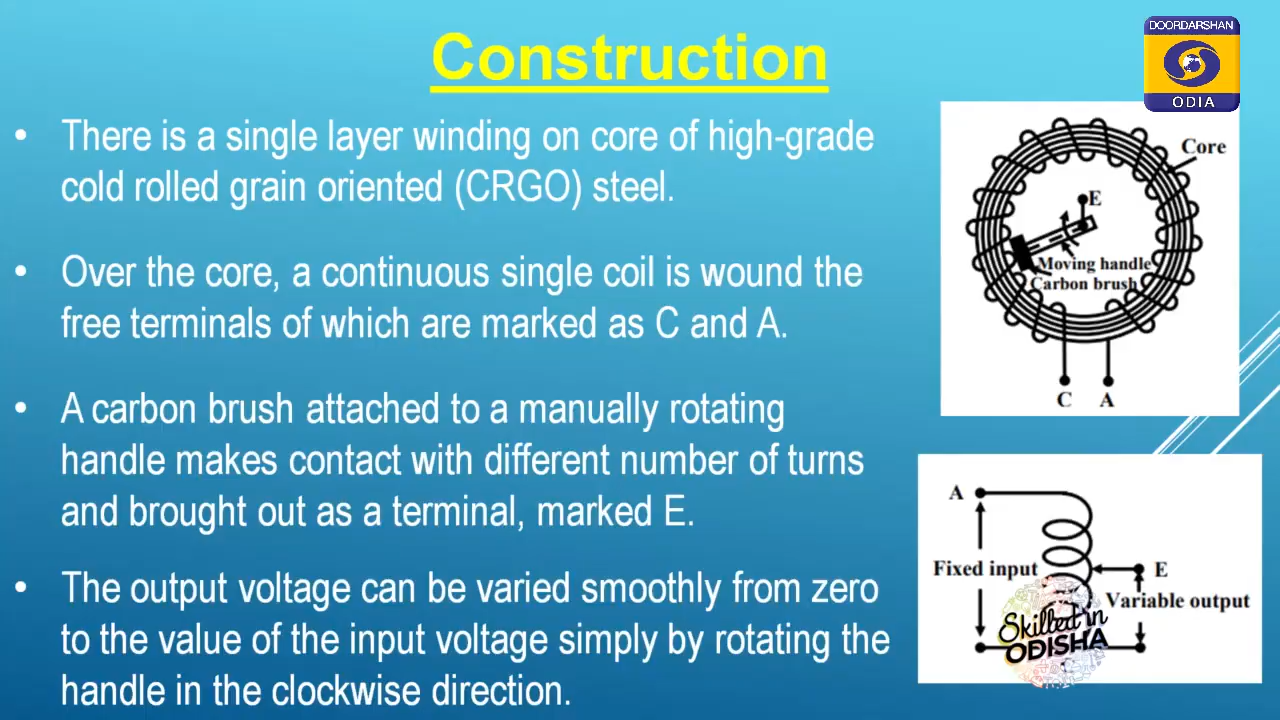 Construction
DOORDARSHAN
ODIA
• There is a single layer winding on core of high-grade
cold rolled grain oriented (CRGO) steel.
• Over the core, a continuous single coil is wound the
free terminals of which are marked as C and A.
• A carbon brush attached to a manually rotating
handle makes contact with different number of turns
and brought out as a terminal, marked E.
• The output voltage can be varied smoothly from zero
to the value of the input voltage simply by rotating the
handle in the clockwise direction.
Core
E
Moving handle
Carbon brush
C A
A
Fixed input
E
Variable output
Skilled in
ODISHA